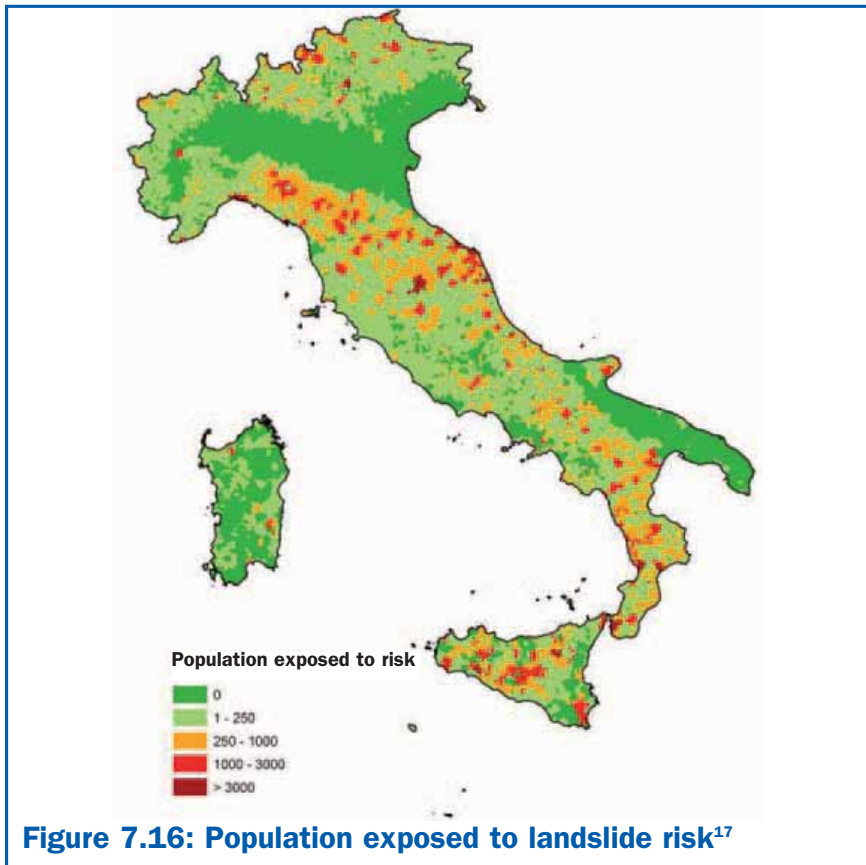 Population exposed to risk
0
1 - 250
250 - 1000
1000 - 3000
> 3000
Figure 7.16: Population exposed to landslide risk17